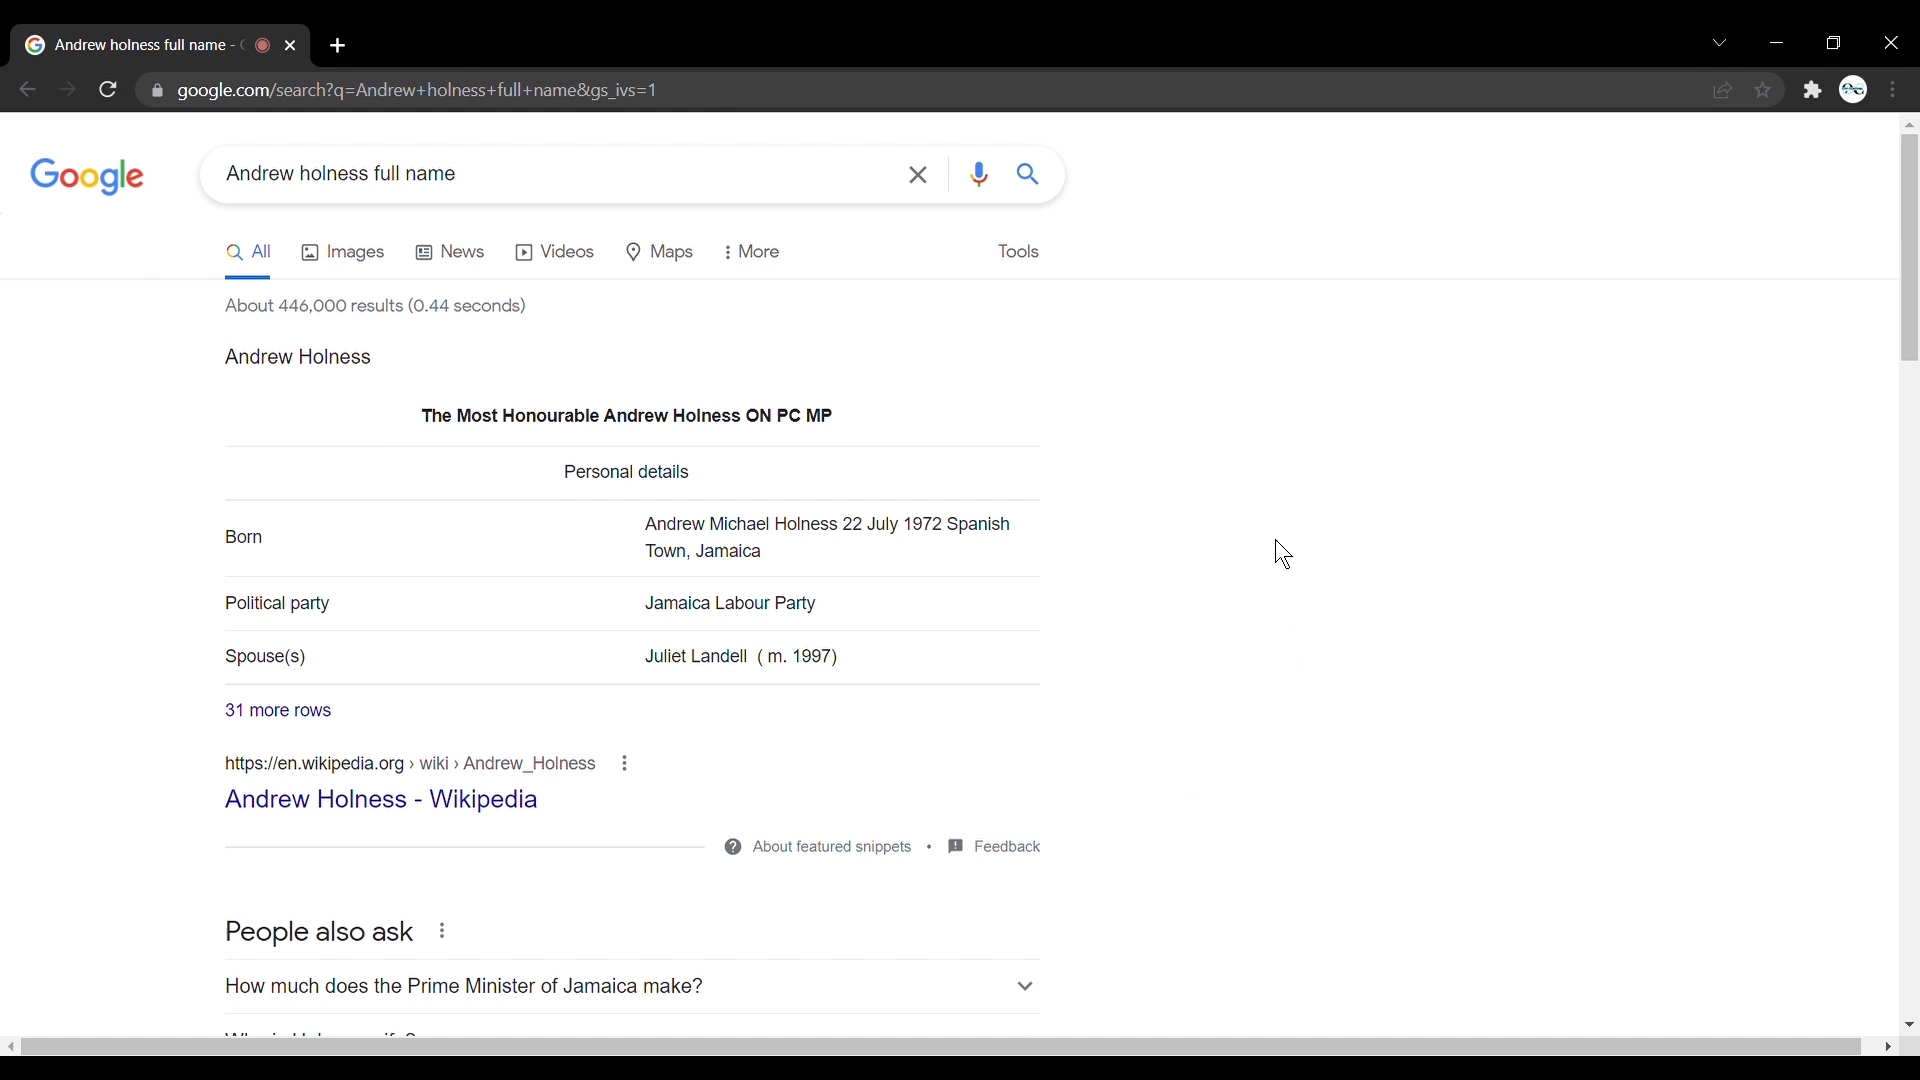 Andrew holness full name -
google.com/search?q=Andrew+holness+full+name&gs_ivs=1
Google
Andrew holness full name
All Images News Videos Maps More Tools
About 446,000 results (0.44 seconds)
Andrew Holness
The Most Honourable Andrew Holness ON PC MP
Personal details
Born Andrew Michael Holness 22 July 1972 Spanish
Town, Jamaica
Political party Jamaica Labour Party
Spouse(s) Juliet Landell ( m. 1997)
31 more rows
https://en.wikipedia.org › wiki › Andrew_Holness
Andrew Holness - Wikipedia
About featured snippets • Feedback
People also ask
How much does the Prime Minister of Jamaica make?